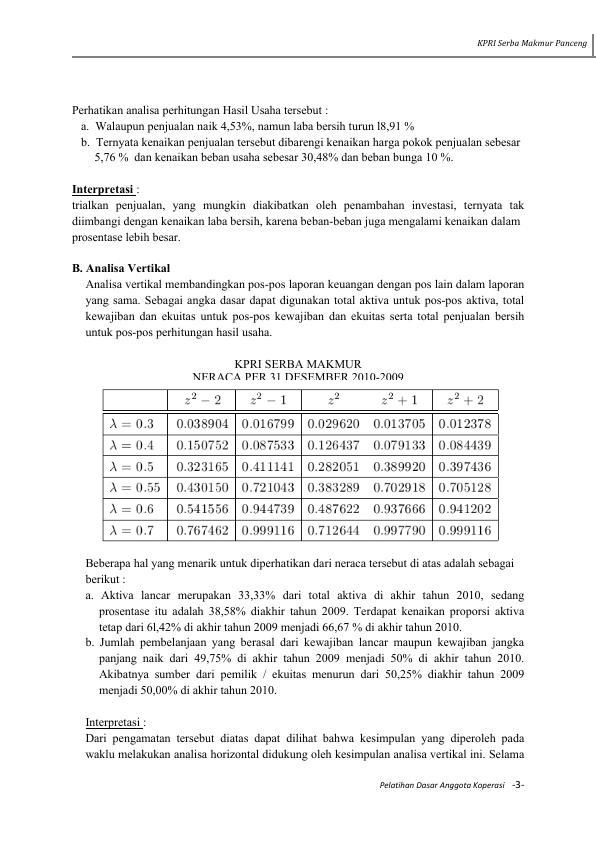 KPRI Serba Makmur Panceng
Perhatikan analisa perhitungan Hasil Usaha tersebut :
a. Walaupun penjualan naik 4,53%, namun laba bersih turun l8,91 %
b. Ternyata kenaikan penjualan tersebut dibarengi kenaikan harga pokok penjualan sebesar
5,76 % dan kenaikan beban usaha sebesar 30,48% dan beban bunga 10 %.
Interpretasi :
trialkan penjualan, yang mungkin diakibatkan oleh penambahan investasi, ternyata tak
diimbangi dengan kenaikan laba bersih, karena beban-beban juga mengalami kenaikan dalam
prosentase lebih besar.
B. Analisa Vertikal
Analisa vertikal membandingkan pos-pos laporan keuangan dengan pos lain dalam laporan
yang sama. Sebagai angka dasar dapat digunakan total aktiva untuk pos-pos aktiva, total
kewajiban dan ekuitas untuk pos-pos kewajiban dan ekuitas serta total penjualan bersih
untuk pos-pos perhitungan hasil usaha.
KPRI SERBA MAKMUR
NERACA PER 31 DESEMBER 2010-2009
z² − 2 z² − 1 z² z² + 1 z² + 2
λ = 0.3 0.038904 0.016799 0.029620 0.013705 0.012378
λ = 0.4 0.150752 0.087533 0.126437 0.079133 0.084439
λ = 0.5 0.323165 0.411141 0.282051 0.389920 0.397436
λ = 0.55 0.430150 0.721043 0.383289 0.702918 0.705128
λ = 0.6 0.541556 0.944739 0.487622 0.937666 0.941202
λ = 0.7 0.767462 0.999116 0.712644 0.997790 0.999116
Beberapa hal yang menarik untuk diperhatikan dari neraca tersebut di atas adalah sebagai
berikut :
a. Aktiva lancar merupakan 33,33% dari total aktiva di akhir tahun 2010, sedang
prosentase itu adalah 38,58% diakhir tahun 2009. Terdapat kenaikan proporsi aktiva
tetap dari 6l,42% di akhir tahun 2009 menjadi 66,67 % di akhir tahun 2010.
b. Jumlah pembelanjaan yang berasal dari kewajiban lancar maupun kewajiban jangka
panjang naik dari 49,75% di akhir tahun 2009 menjadi 50% di akhir tahun 2010.
Akibatnya sumber dari pemilik / ekuitas menurun dari 50,25% diakhir tahun 2009
menjadi 50,00% di akhir tahun 2010.
Interpretasi :
Dari pengamatan tersebut diatas dapat dilihat bahwa kesimpulan yang diperoleh pada
waklu melakukan analisa horizontal didukung oleh kesimpulan analisa vertikal ini. Selama
Pelatihan Dasar Anggota Koperasi -3-